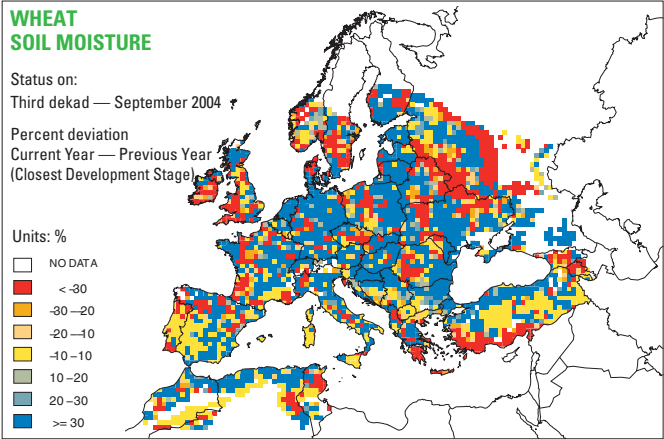 WHEAT
SOIL MOISTURE
Status on:
Third dekad — September 2004
Percent deviation
Current Year — Previous Year
(Closest Development Stage)
Units: %
NO DATA
< -30
-30 –-20
-20 –-10
-10 -10
10 -20
20 -30
>= 30